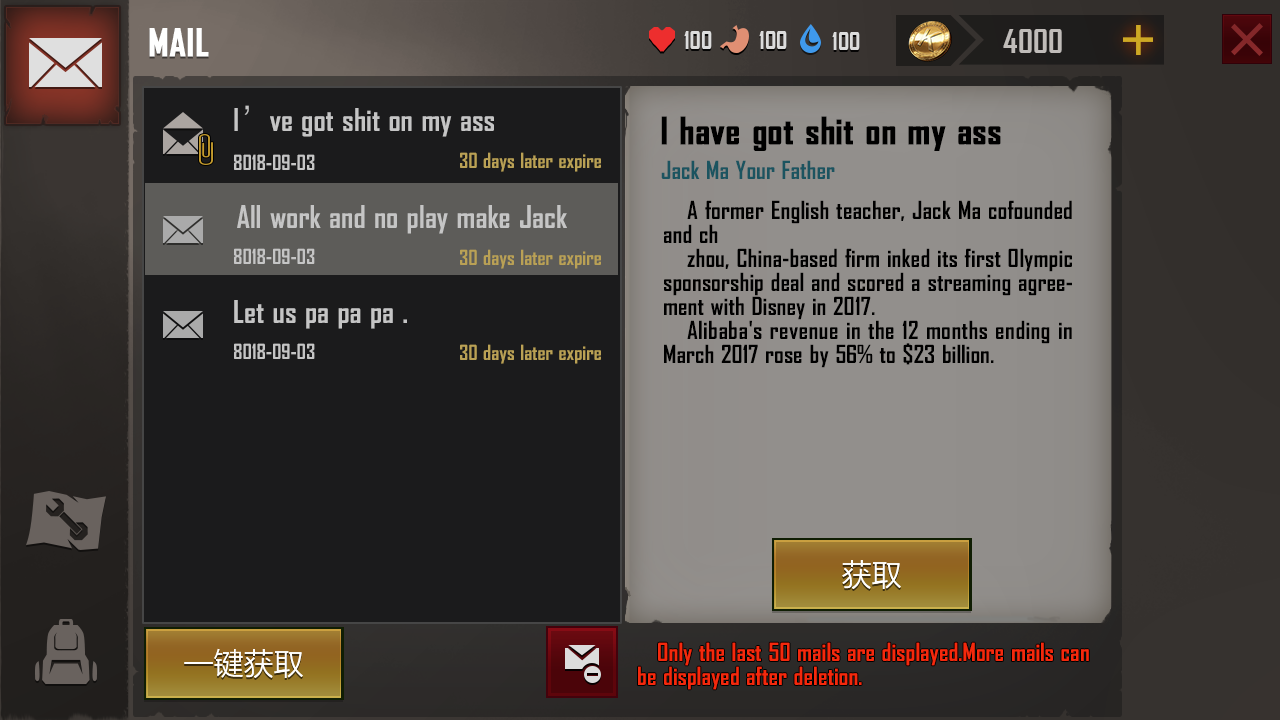 MAIL
100 100 100
4000
I’ve got shit on my ass
8018-09-03 30 days later expire
All work and no play make Jack
8018-09-03 30 days later expire
Let us pa pa pa .
8018-09-03 30 days later expire
I have got shit on my ass
Jack Ma Your Father
A former English teacher, Jack Ma cofounded
and ch
zhou, China-based firm inked its first Olympic
sponsorship deal and scored a streaming agree-
ment with Disney in 2017.
Alibaba's revenue in the 12 months ending in
March 2017 rose by 56% to $23 billion.
获取
一键获取
Only the last 50 mails are displayed.More mails can
be displayed after deletion.